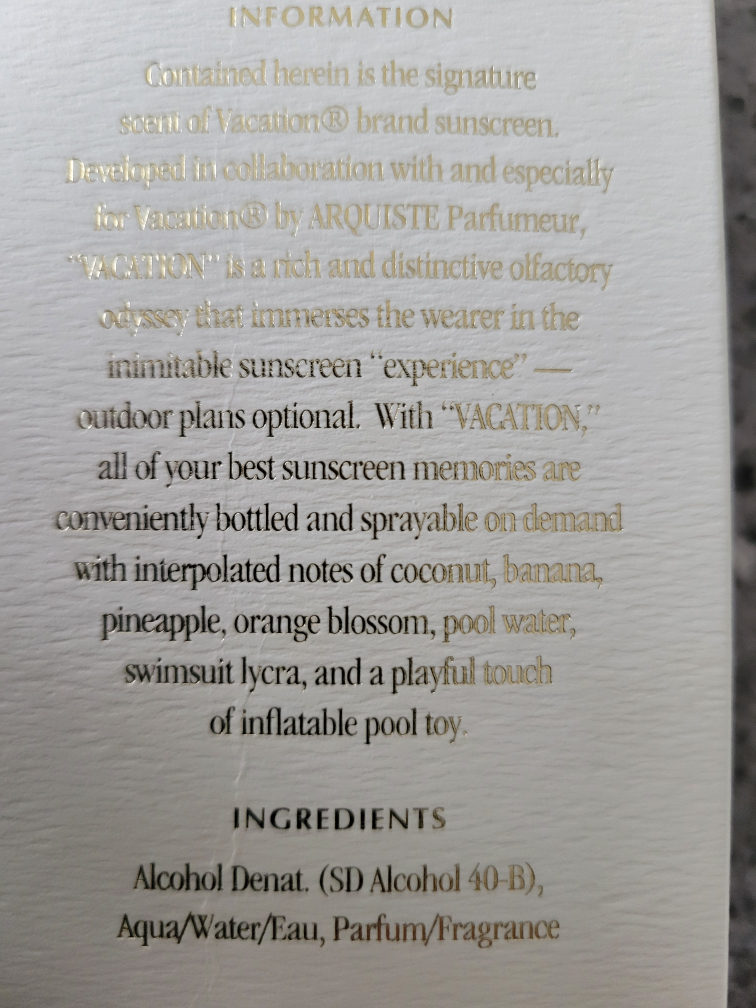 INFORMATION
Contained herein is the signature
scent of Vacation® brand sunscreen.
Developed in collaboration with and especially
for Vacation® by ARQUISTE Parfumeur,
“VACATION” is a rich and distinctive olfactory
odyssey that immerses the wearer in the
inimitable sunscreen “experience” —
outdoor plans optional. With “VACATION,”
all of your best sunscreen memories are
conveniently bottled and sprayable on demand
with interpolated notes of coconut, banana,
pineapple, orange blossom, pool water,
swimsuit lycra, and a playful touch
of inflatable pool toy.
INGREDIENTS
Alcohol Denat. (SD Alcohol 40-B),
Aqua/Water/Eau, Parfum/Fragrance